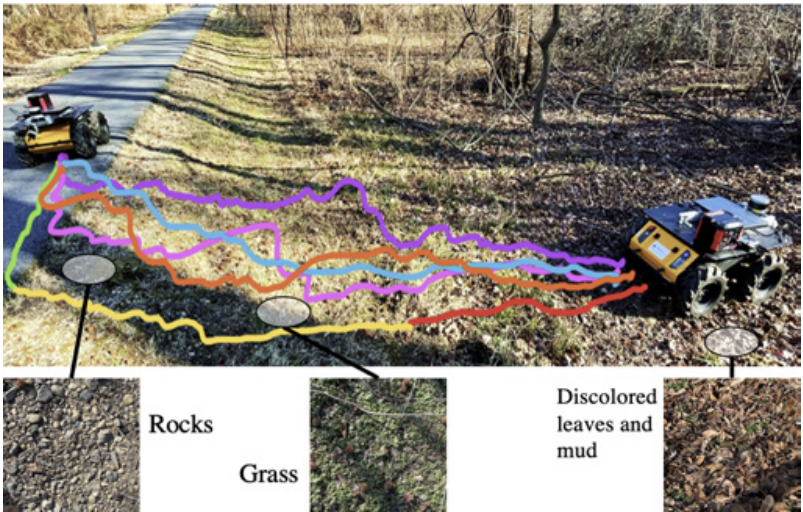 Rocks
Grass
Discolored
leaves and
mud